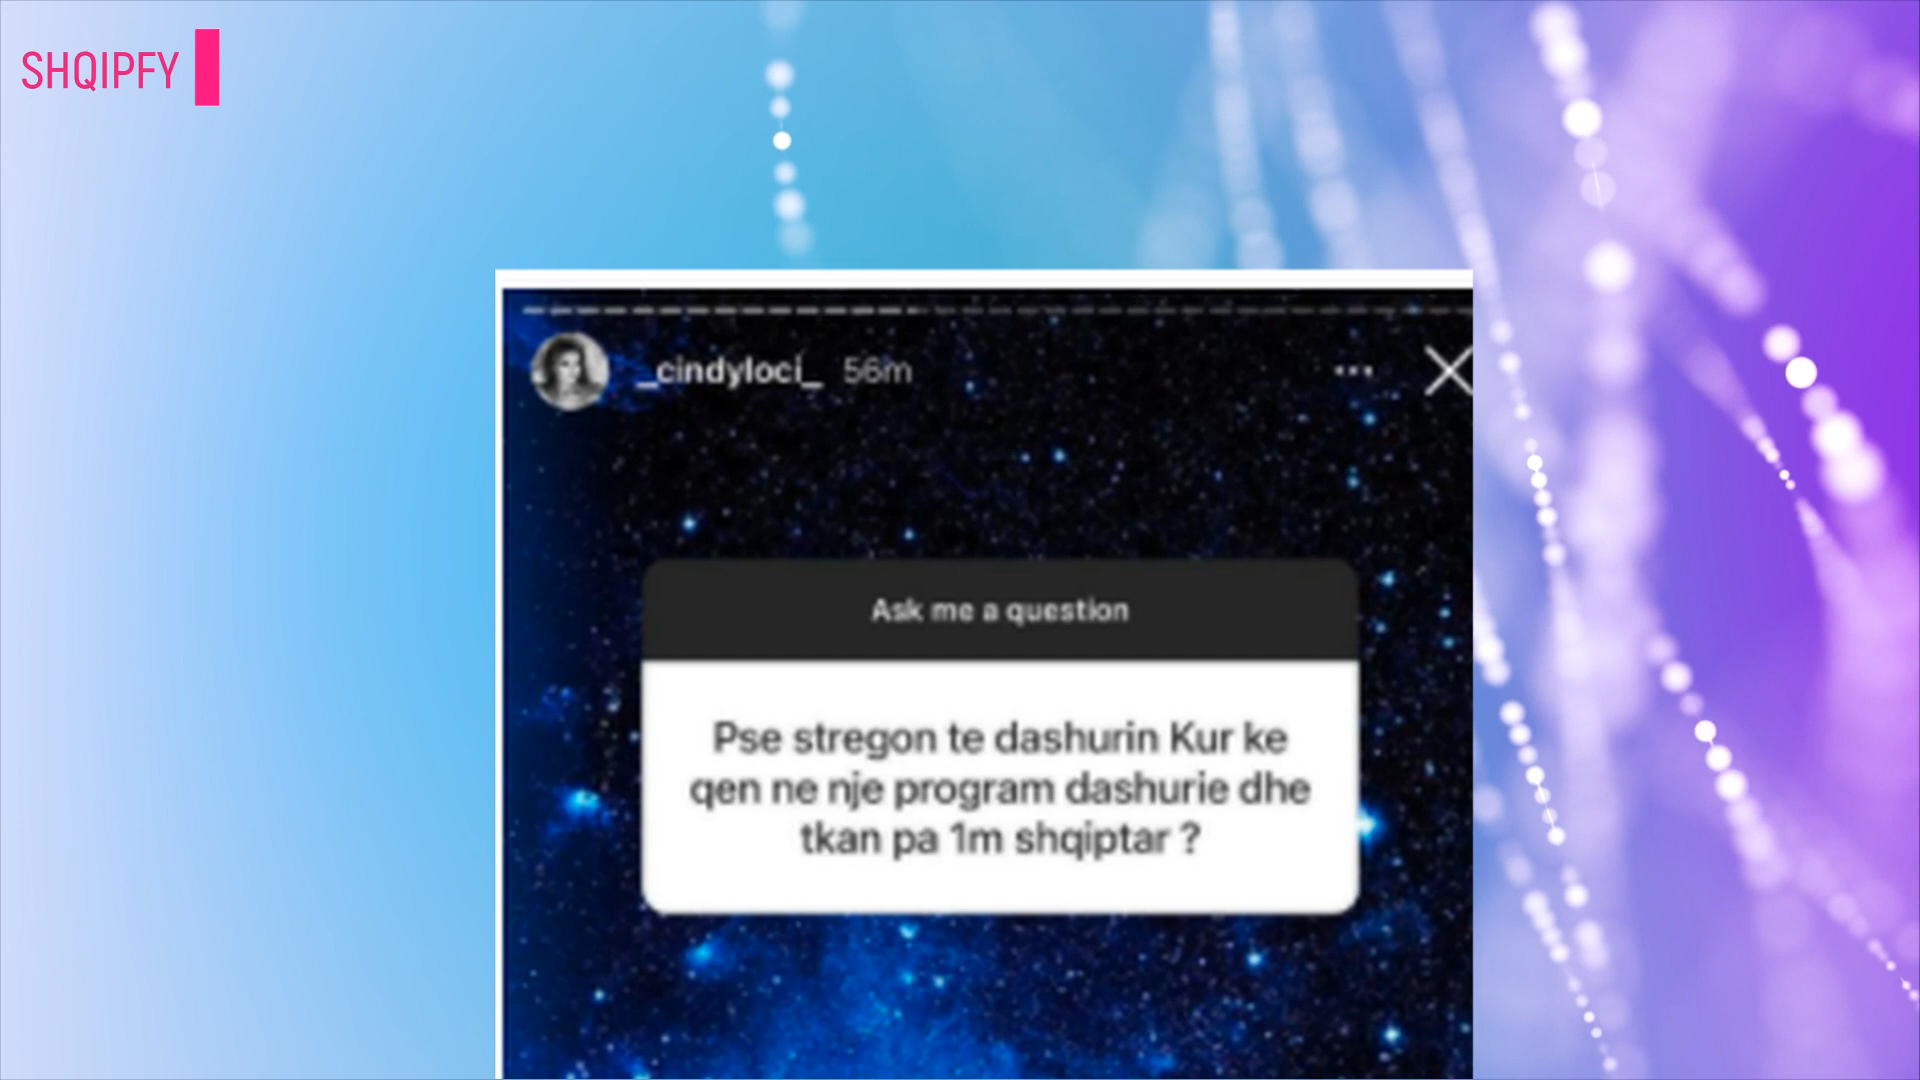 SHQIPFY
_cindyloci_ 56m
Ask me a question
Pse stregon te dashurin Kur ke
qen ne nje program dashurie dhe
tkan pa 1m shqiptar ?